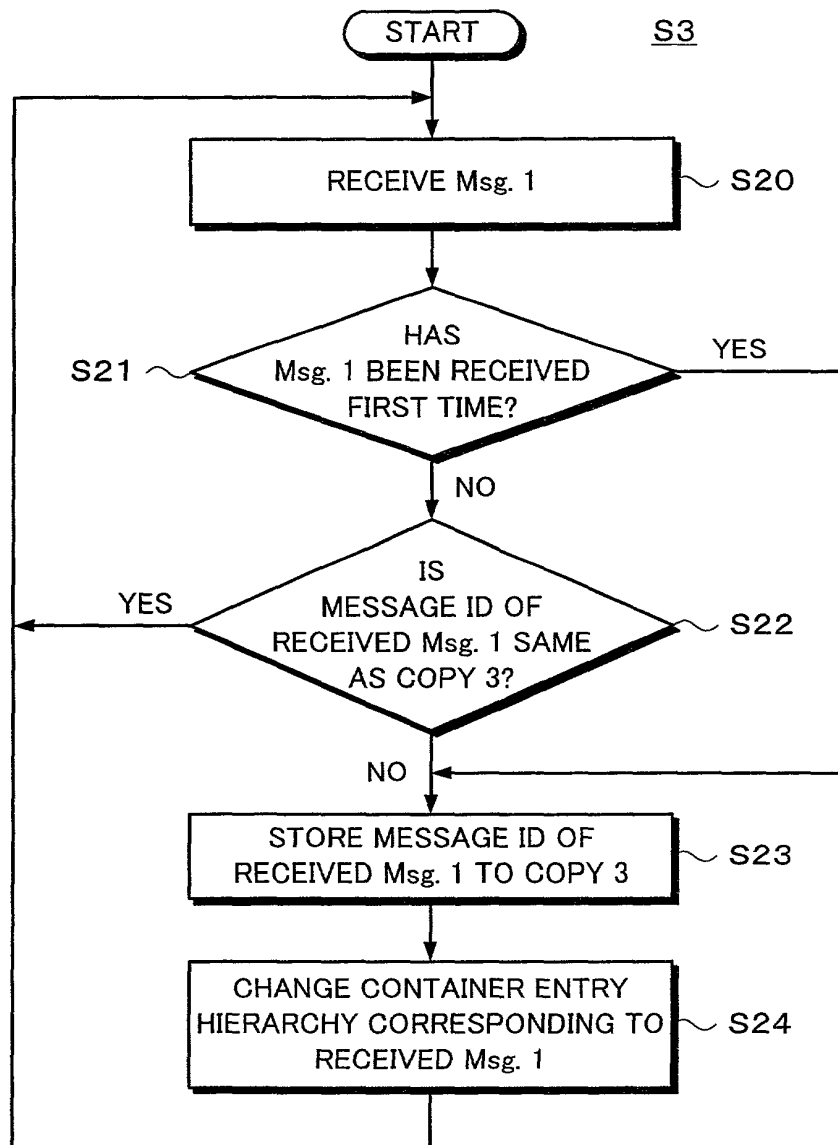 START
S3
RECEIVE Msg. 1
S20
HAS
Msg. 1 BEEN RECEIVED
FIRST TIME?
S21
YES
NO
IS
MESSAGE ID OF
RECEIVED Msg. 1 SAME
AS COPY 3?
YES
S22
NO
STORE MESSAGE ID OF
RECEIVED Msg. 1 TO COPY 3
S23
CHANGE CONTAINER ENTRY
HIERARCHY CORRESPONDING TO
RECEIVED Msg. 1
S24